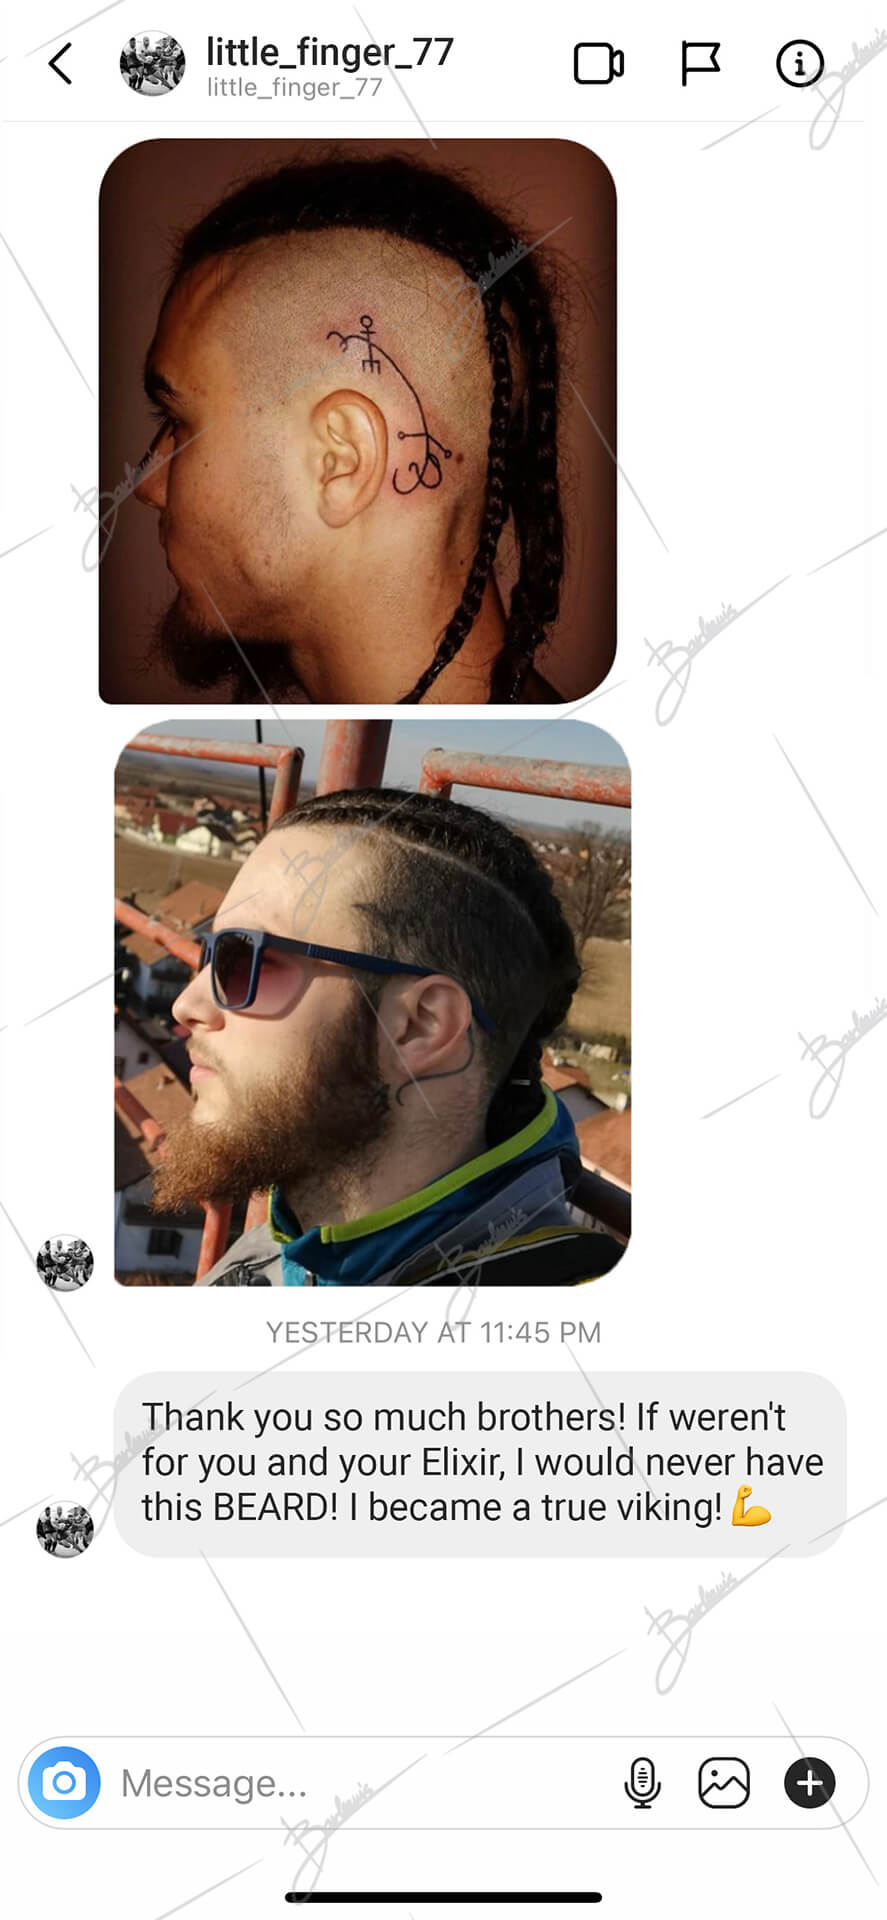 little_finger_77
little_finger_77
YESTERDAY AT 11:45 PM
Thank you so much brothers! If weren't
for you and your Elixir, I would never have
this BEARD! I became a true viking! 💪
Message...